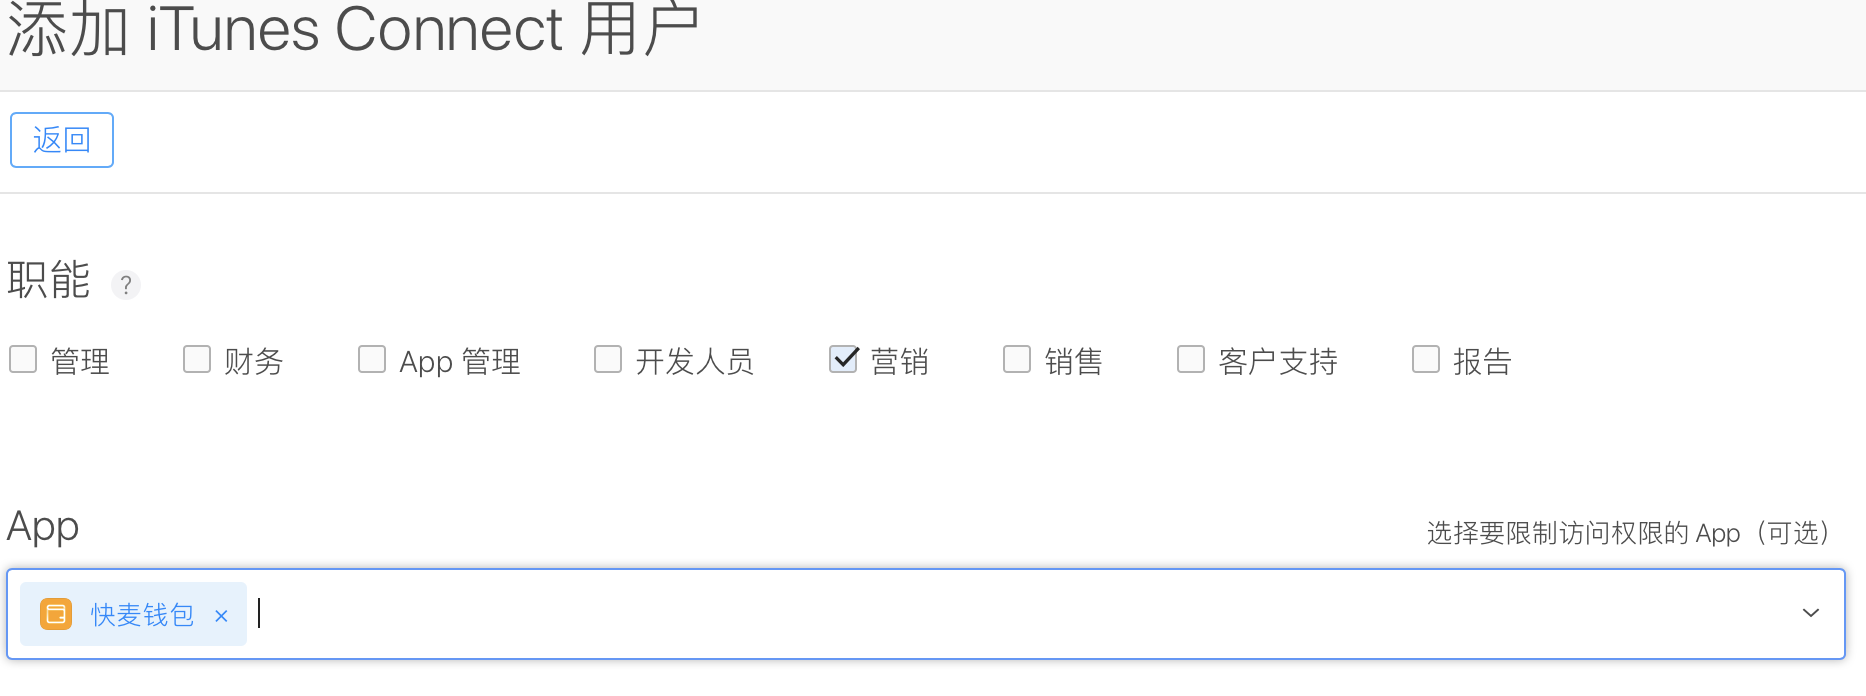 添加 iTunes Connect 用户
返回
职能 ?
管理 财务 App 管理 开发人员 营销 销售 客户支持 报告
App 选择要限制访问权限的 App（可选）
快麦钱包 ×